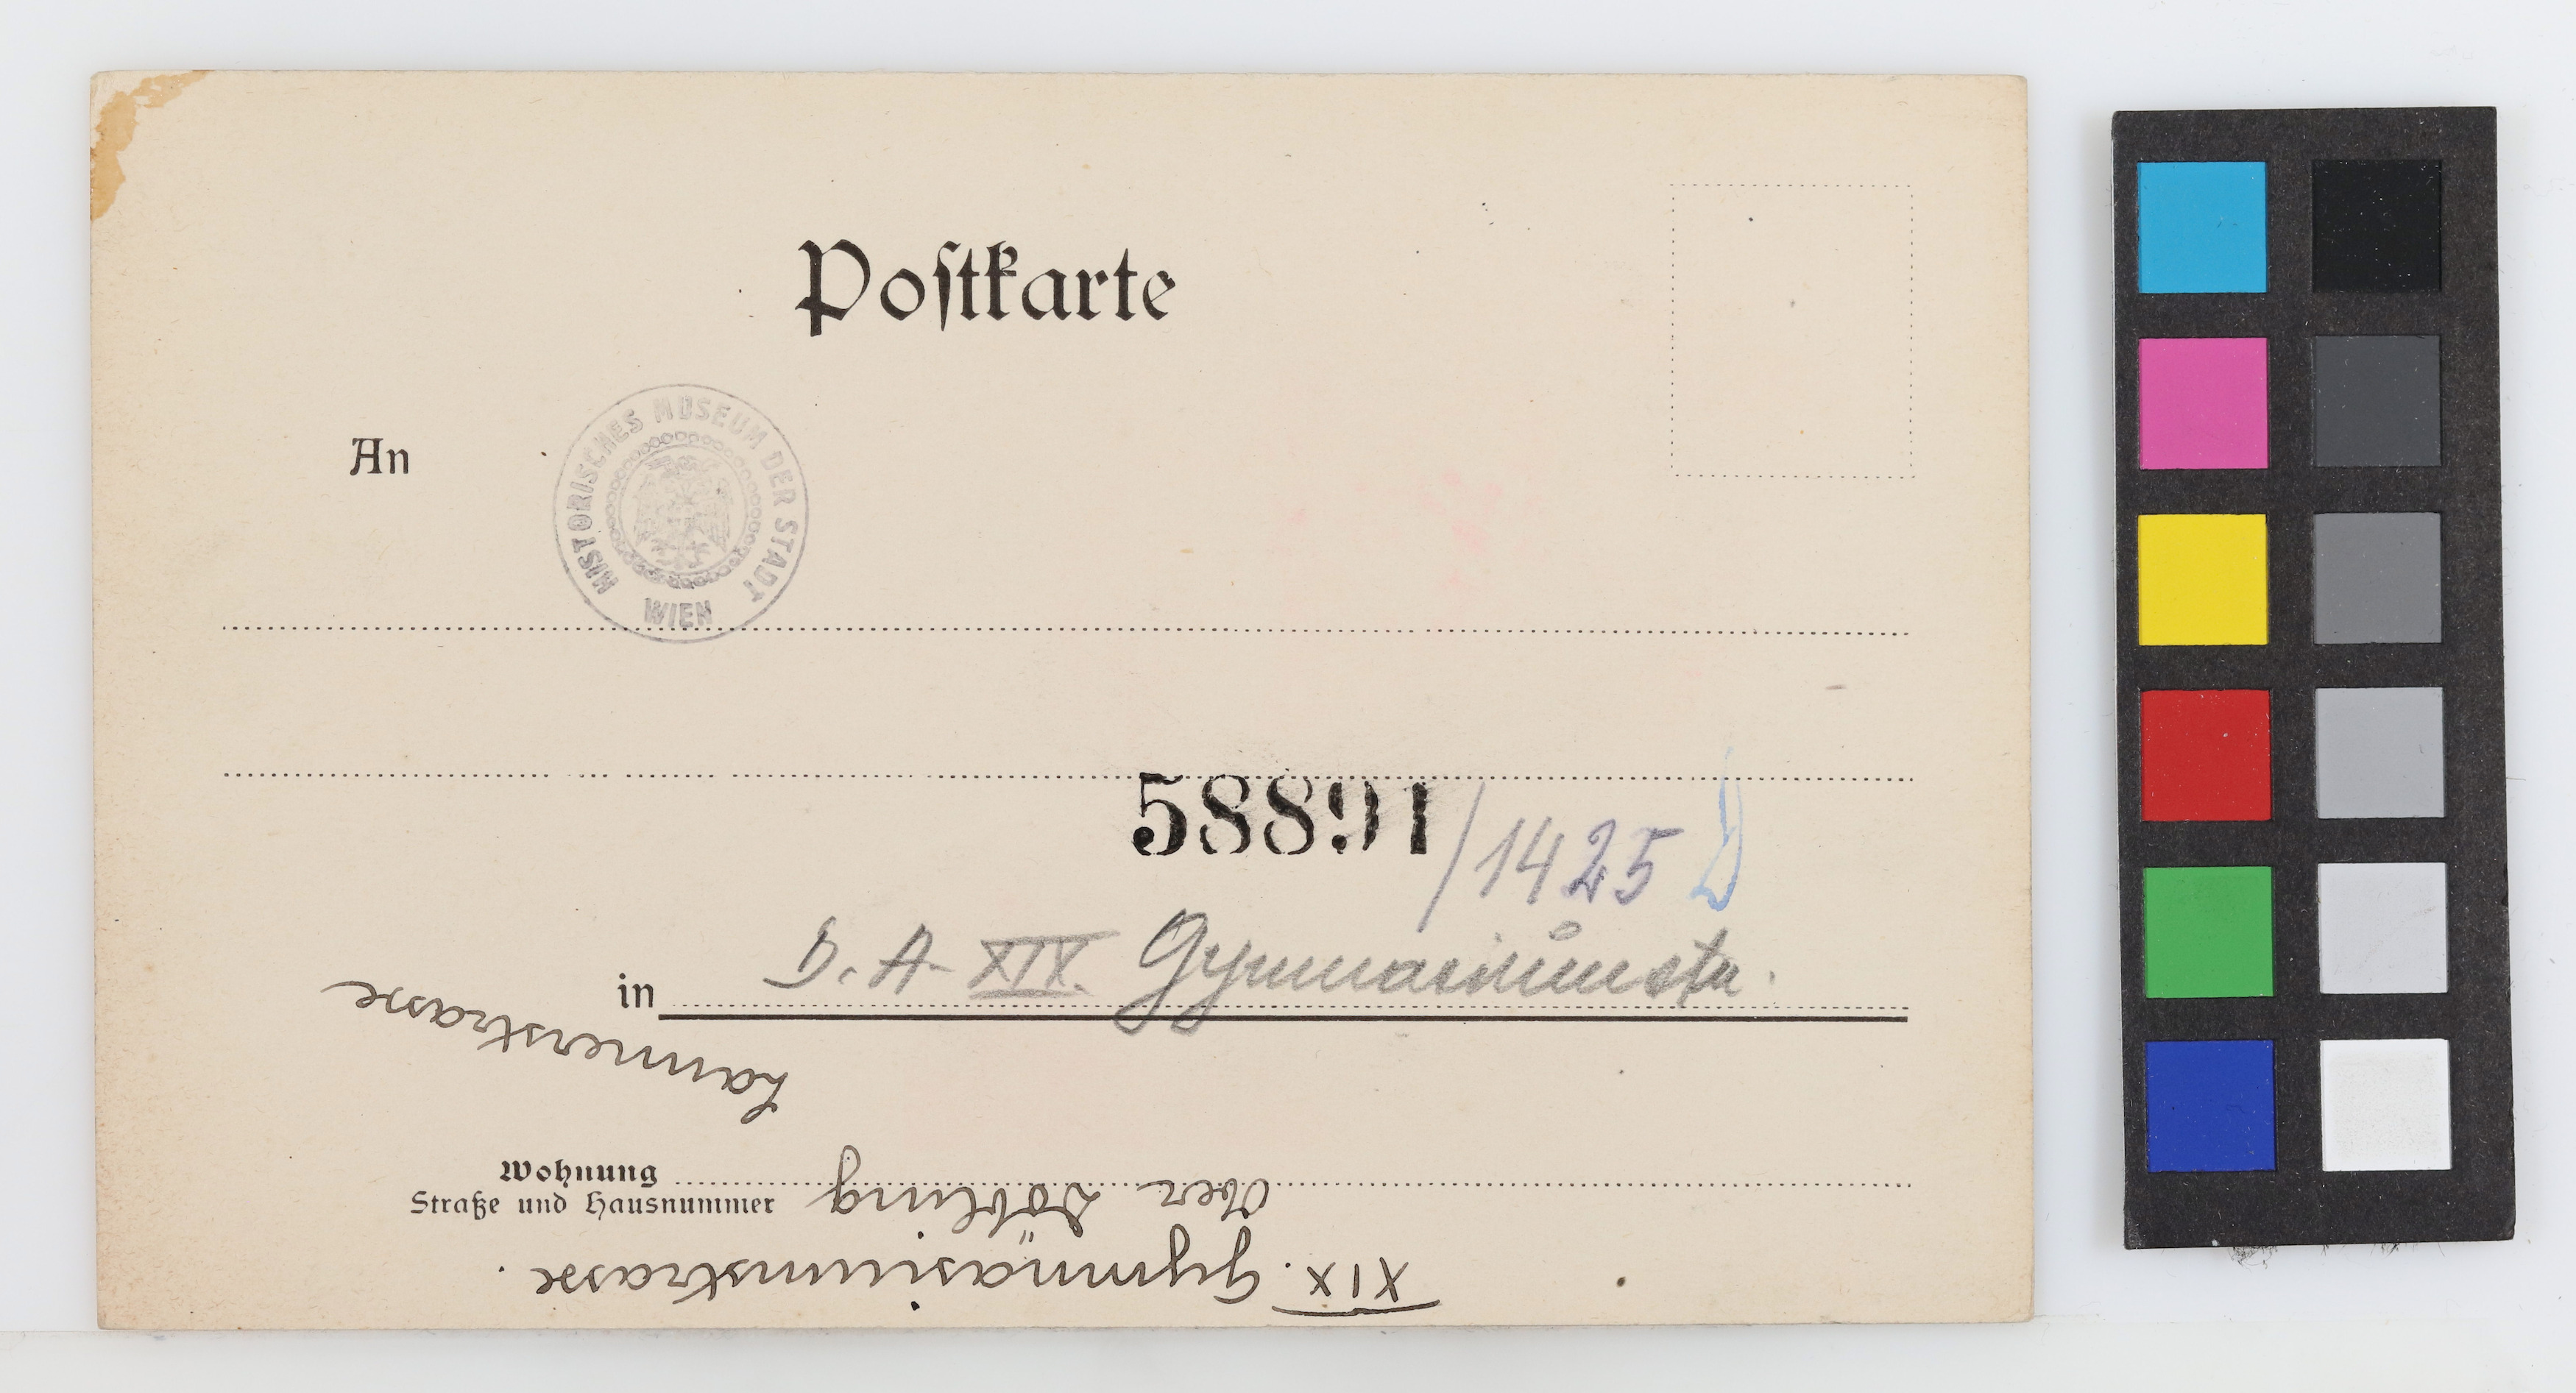 Postkarte
An
HISTORISCHES MUSEUM DER STADT WIEN
58891/1425 D
in D. A. XIX. Gymnasiumstr.
Wohnung
Straße und Hausnummer
XIX. Gymnasiumstrasse.
Ober Döbling
Lannerstrasse